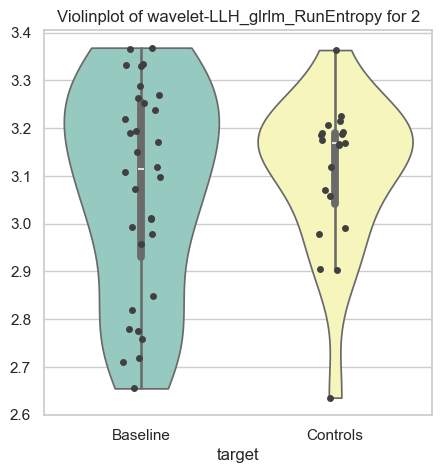 Violinplot of wavelet-LLH_glrlm_RunEntropy for 2
3.4
3.3
3.2
3.1
3.0
2.9
2.8
2.7
2.6
Baseline
Controls
target